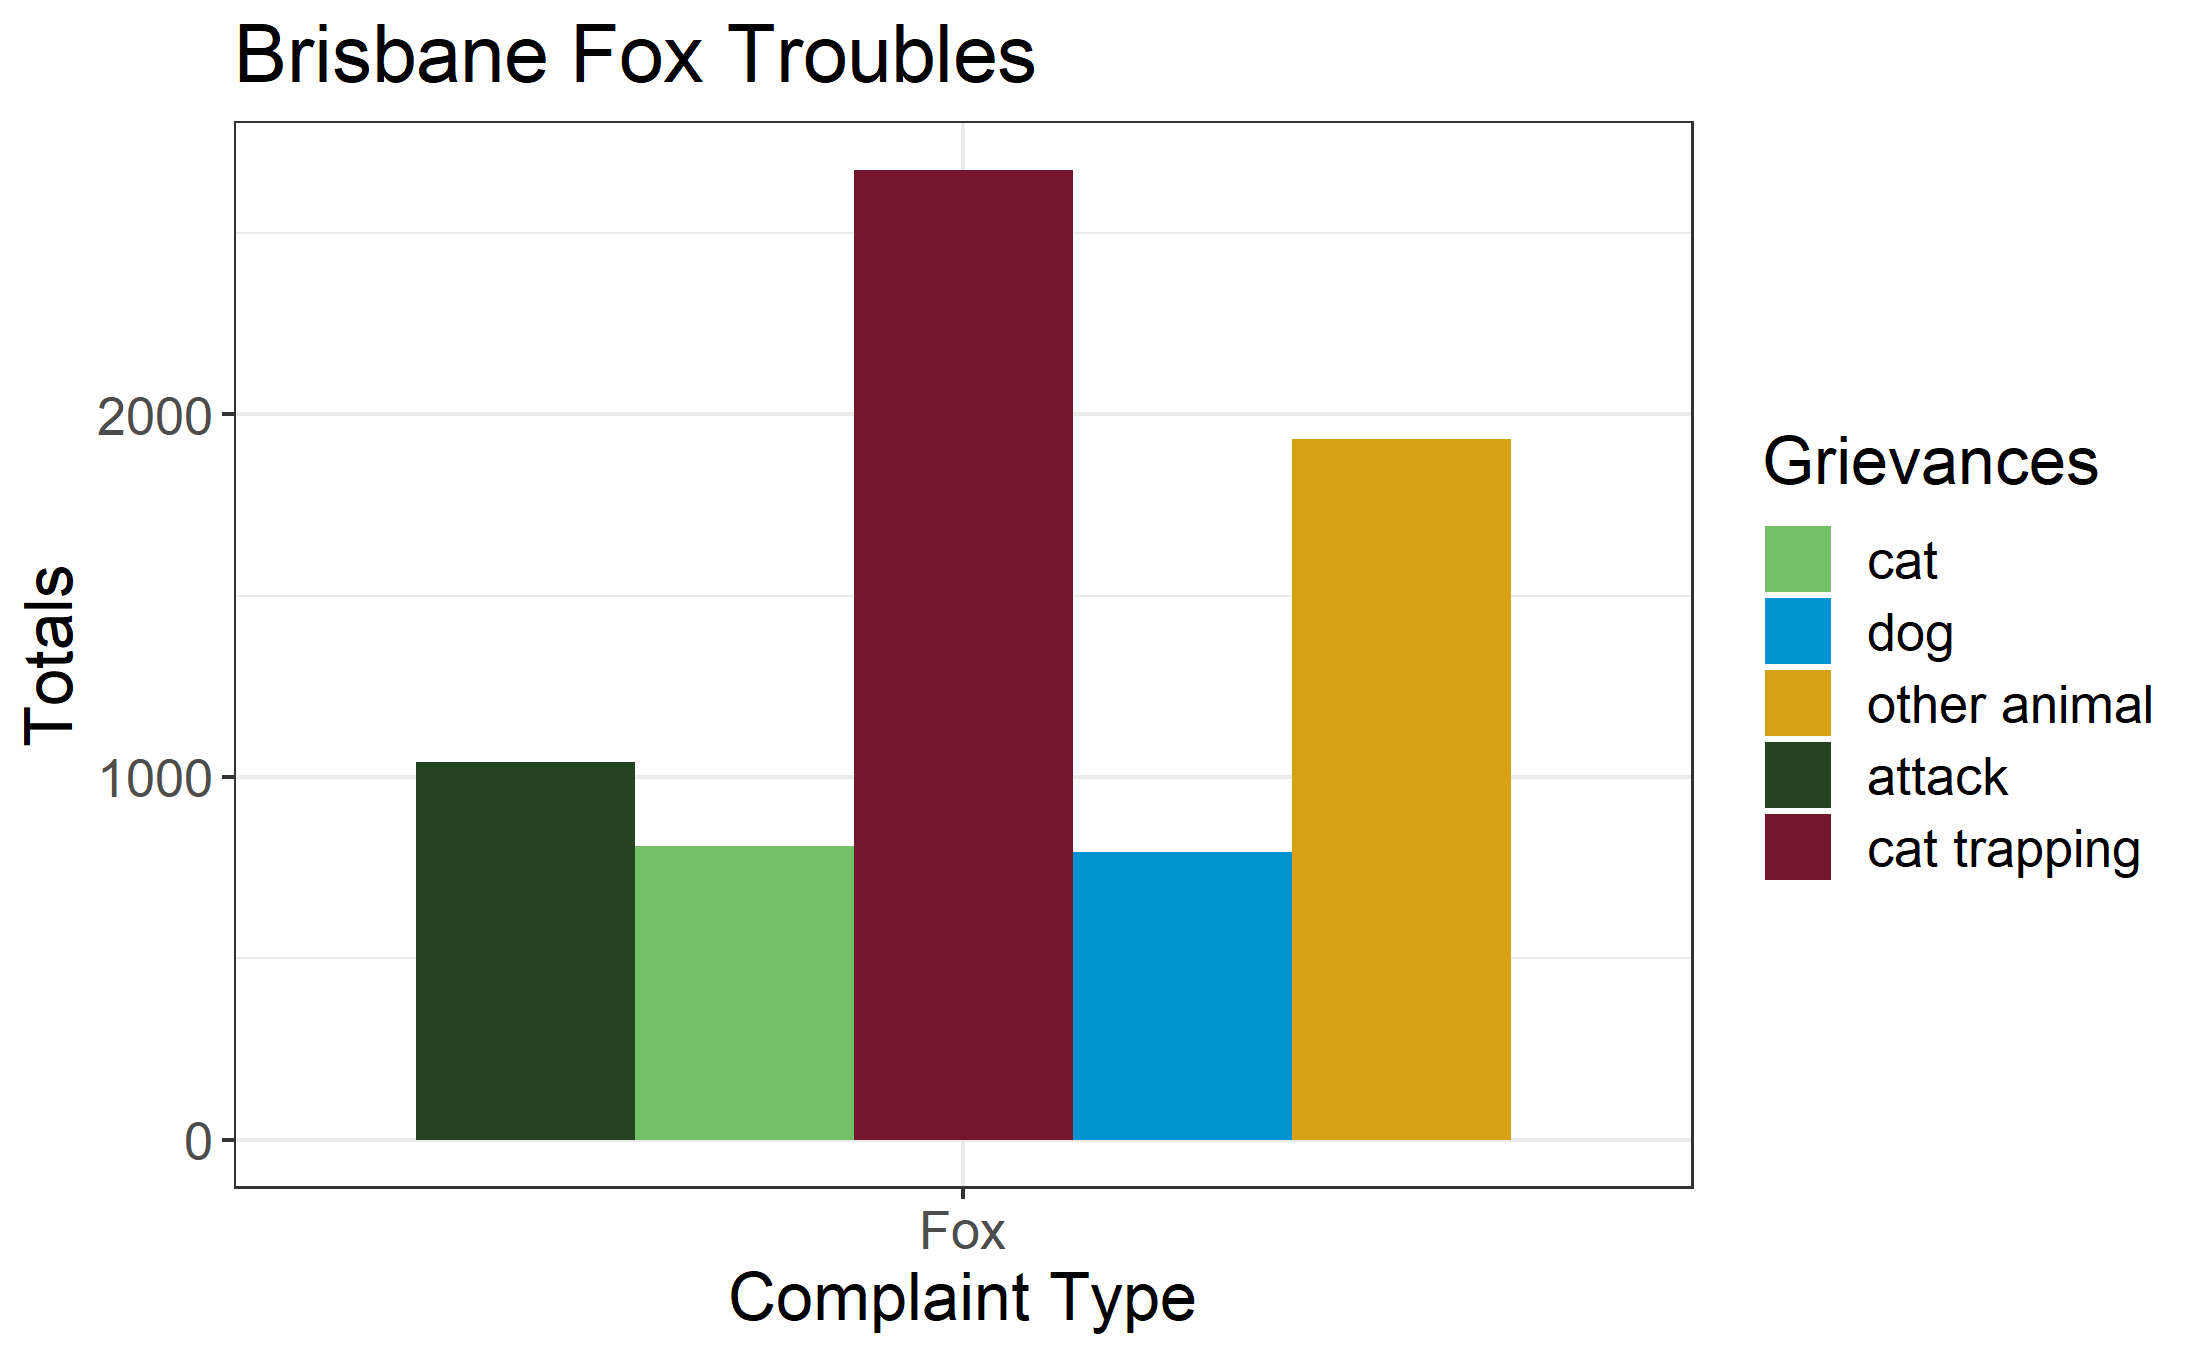 Brisbane Fox Troubles
Totals
2000
1000
0
Fox
Complaint Type
Grievances
cat
dog
other animal
attack
cat trapping